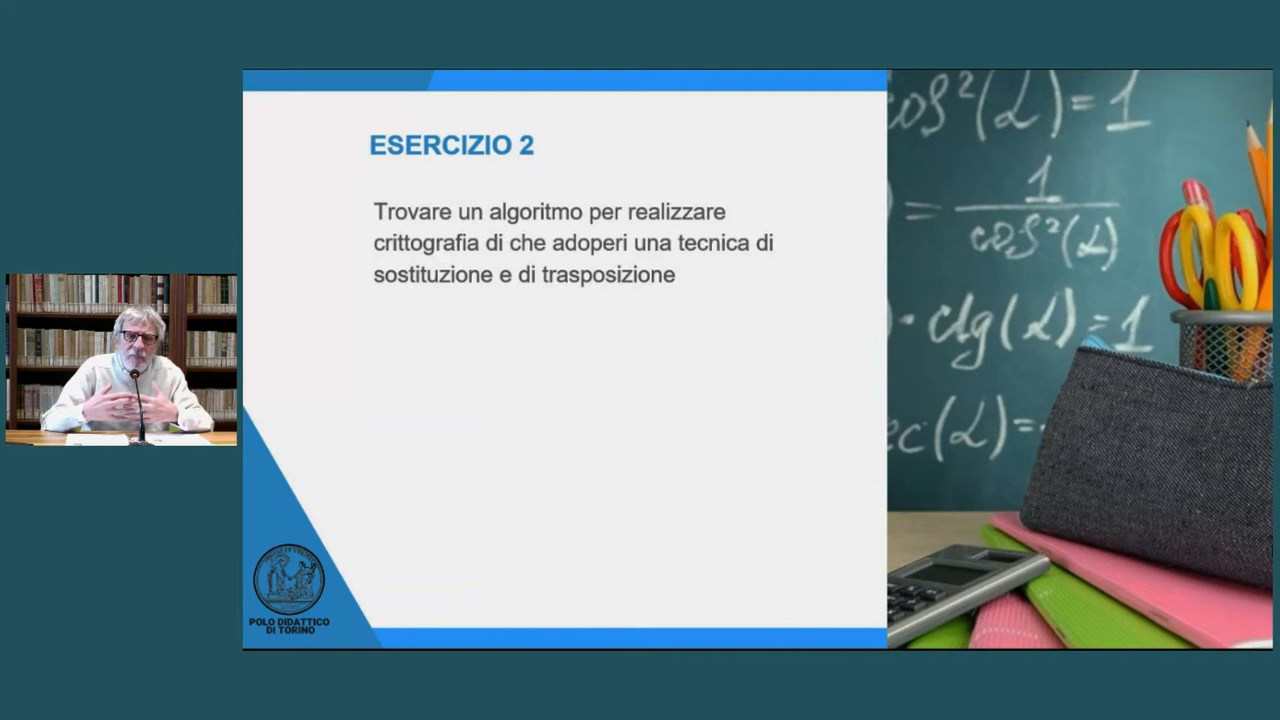 ESERCIZIO 2
Trovare un algoritmo per realizzare
crittografia di che adoperi una tecnica di
sostituzione e di trasposizione
POLO DIDATTICO
DI TORINO
cos²(α)=1
= 1
cos²(α)
ctg(α)=1